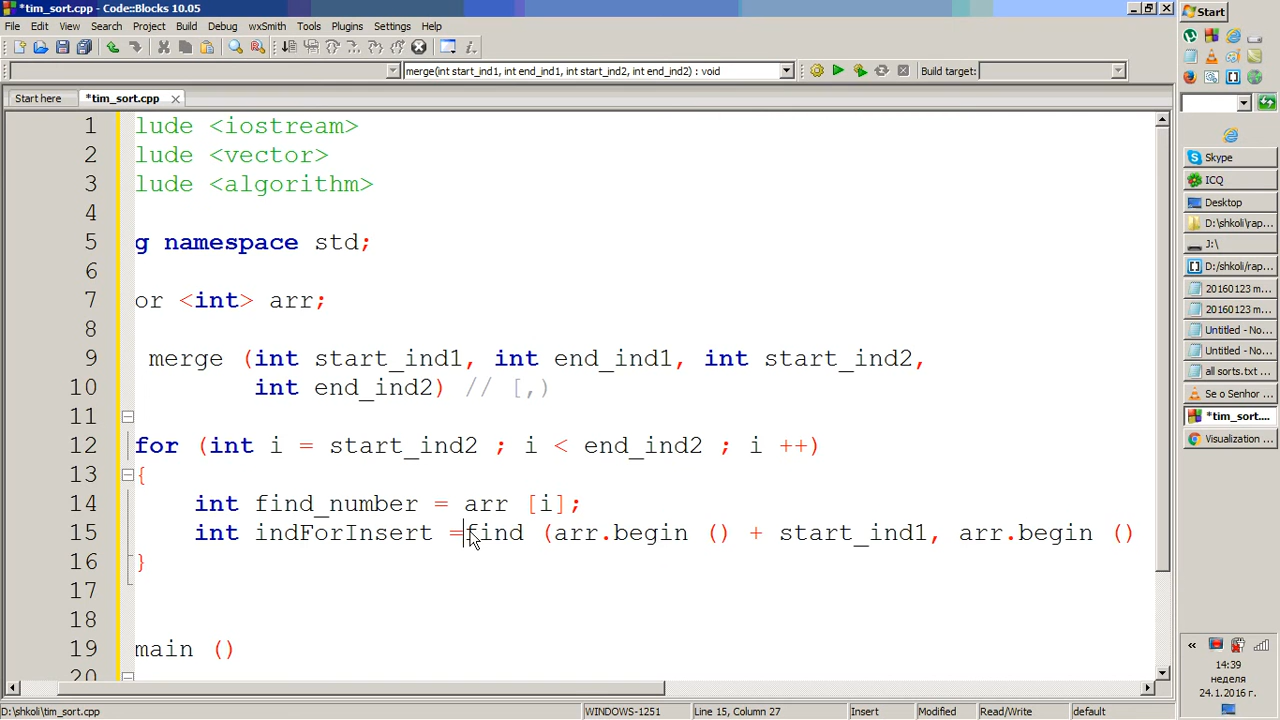 *tim_sort.cpp - Code::Blocks 10.05
File Edit View Search Project Build Debug wxSmith Tools Plugins Settings Help
merge(int start_ind1, int end_ind1, int start_ind2, int end_ind2) : void
Build target:
Start here
*tim_sort.cpp
1 lude <iostream>
2 lude <vector>
3 lude <algorithm>
4
5 g namespace std;
6
7 or <int> arr;
8
9 merge (int start_ind1, int end_ind1, int start_ind2,
10 int end_ind2) // [,)
11
12 for (int i = start_ind2 ; i < end_ind2 ; i ++)
13 {
14 int find_number = arr [i];
15 int indForInsert =find (arr.begin () + start_ind1, arr.begin ()
16 }
17
18
19 main ()
20
D:\shkoli\tim_sort.cpp
WINDOWS-1251
Line 15, Column 27
Insert
Modified
Read/Write
default
Start
Skype
ICQ
Desktop
D:\shkoli\rap...
J:\
D:/shkoli/rap...
20160123 m...
20160123 m...
Untitled - No...
Untitled - No...
all sorts.txt ...
Se o Senhor ...
*tim_sort....
Visualization ...
14:39
неделя
24.1.2016 г.